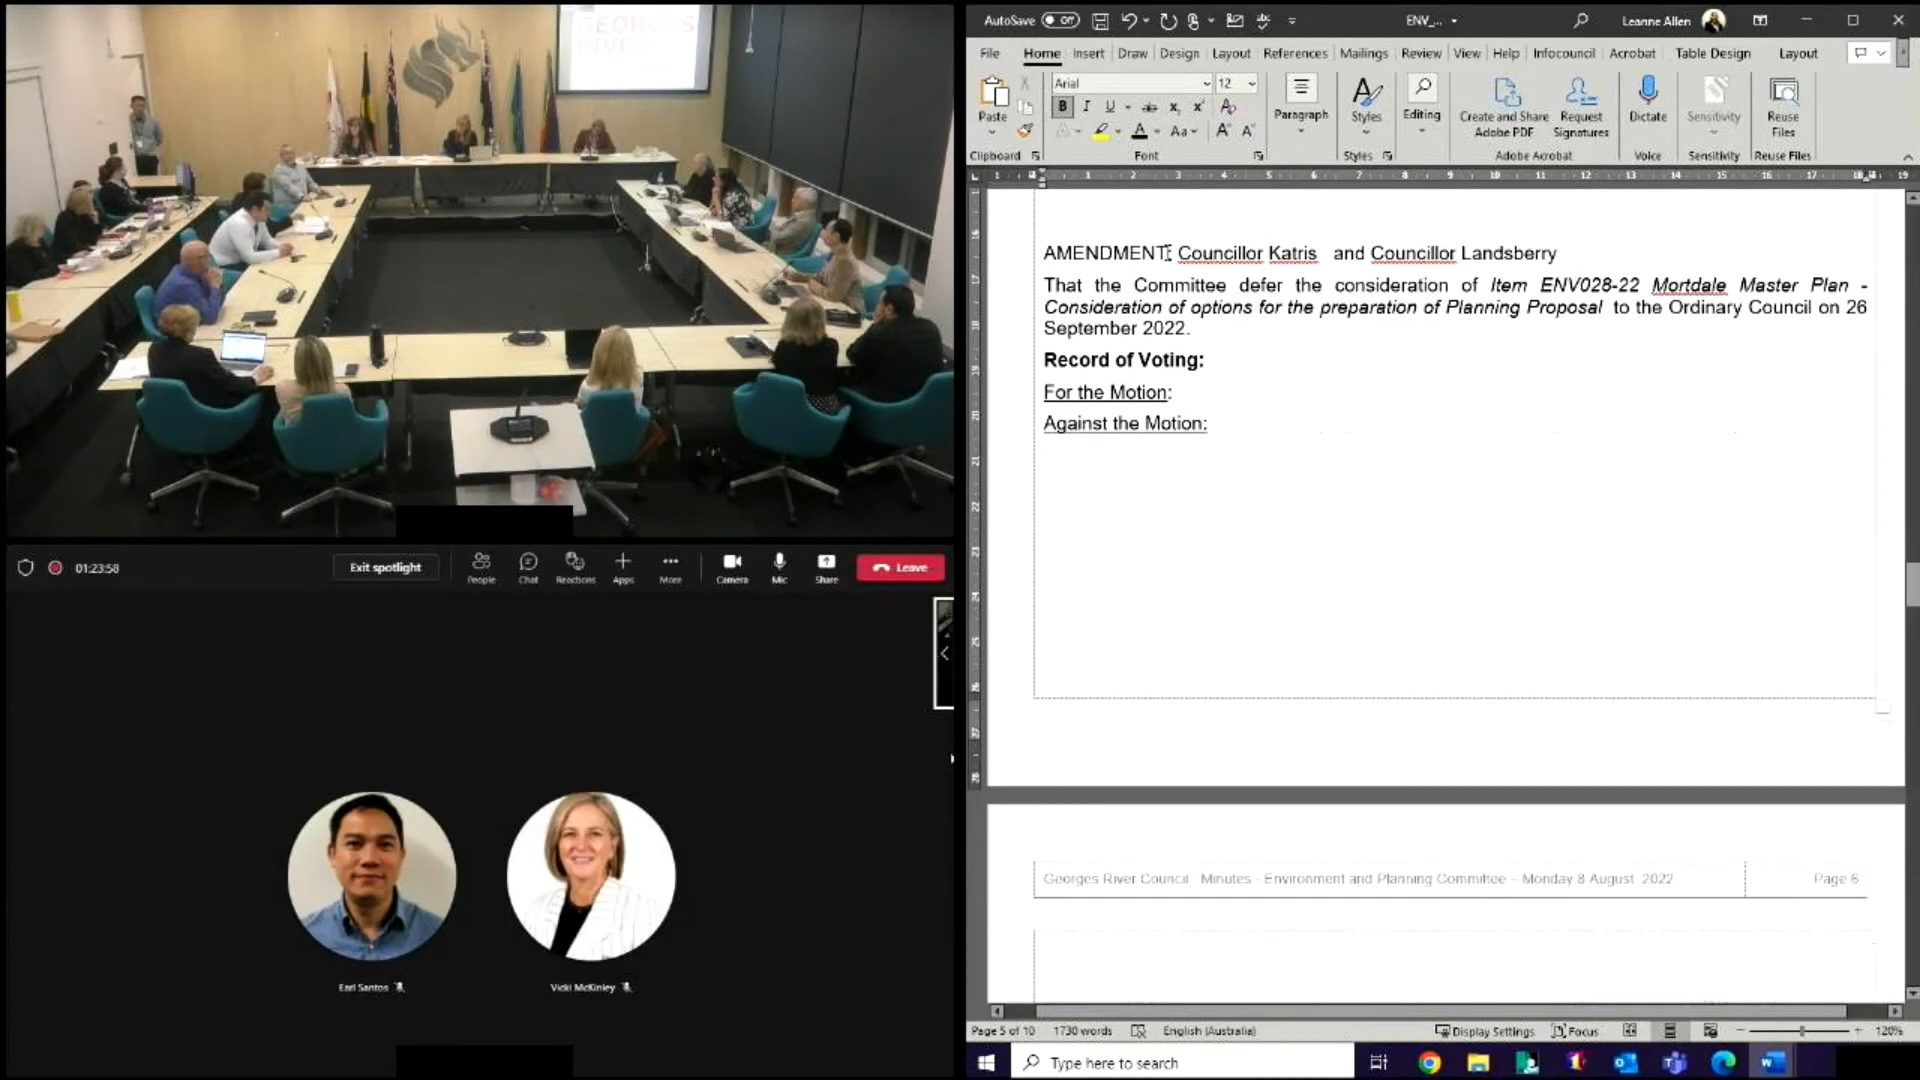 GEORGES
RIVER
01:23:58
Exit spotlight
People
Chat
Reactions
Apps
More
Camera
Mic
Share
Leave
Earl Santos
Vicki McKinley
AutoSave Off
ENV_...
Leanne Allen
File Home Insert Draw Design Layout References Mailings Review View Help Infocouncil Acrobat Table Design Layout
Paste
Clipboard
Arial 12
Font
Paragraph
Styles
Styles
Editing
Create and Share
Adobe PDF
Request
Signatures
Adobe Acrobat
Dictate
Voice
Sensitivity
Sensitivity
Reuse
Files
Reuse Files
AMENDMENT: Councillor Katris and Councillor Landsberry
That the Committee defer the consideration of Item ENV028-22 Mortdale Master Plan -
Consideration of options for the preparation of Planning Proposal to the Ordinary Council on 26
September 2022.
Record of Voting:
For the Motion:
Against the Motion:
Georges River Council Minutes - Environment and Planning Committee - Monday 8 August 2022 Page 6
Page 5 of 10 1730 words English (Australia) Display Settings Focus 120%
Type here to search